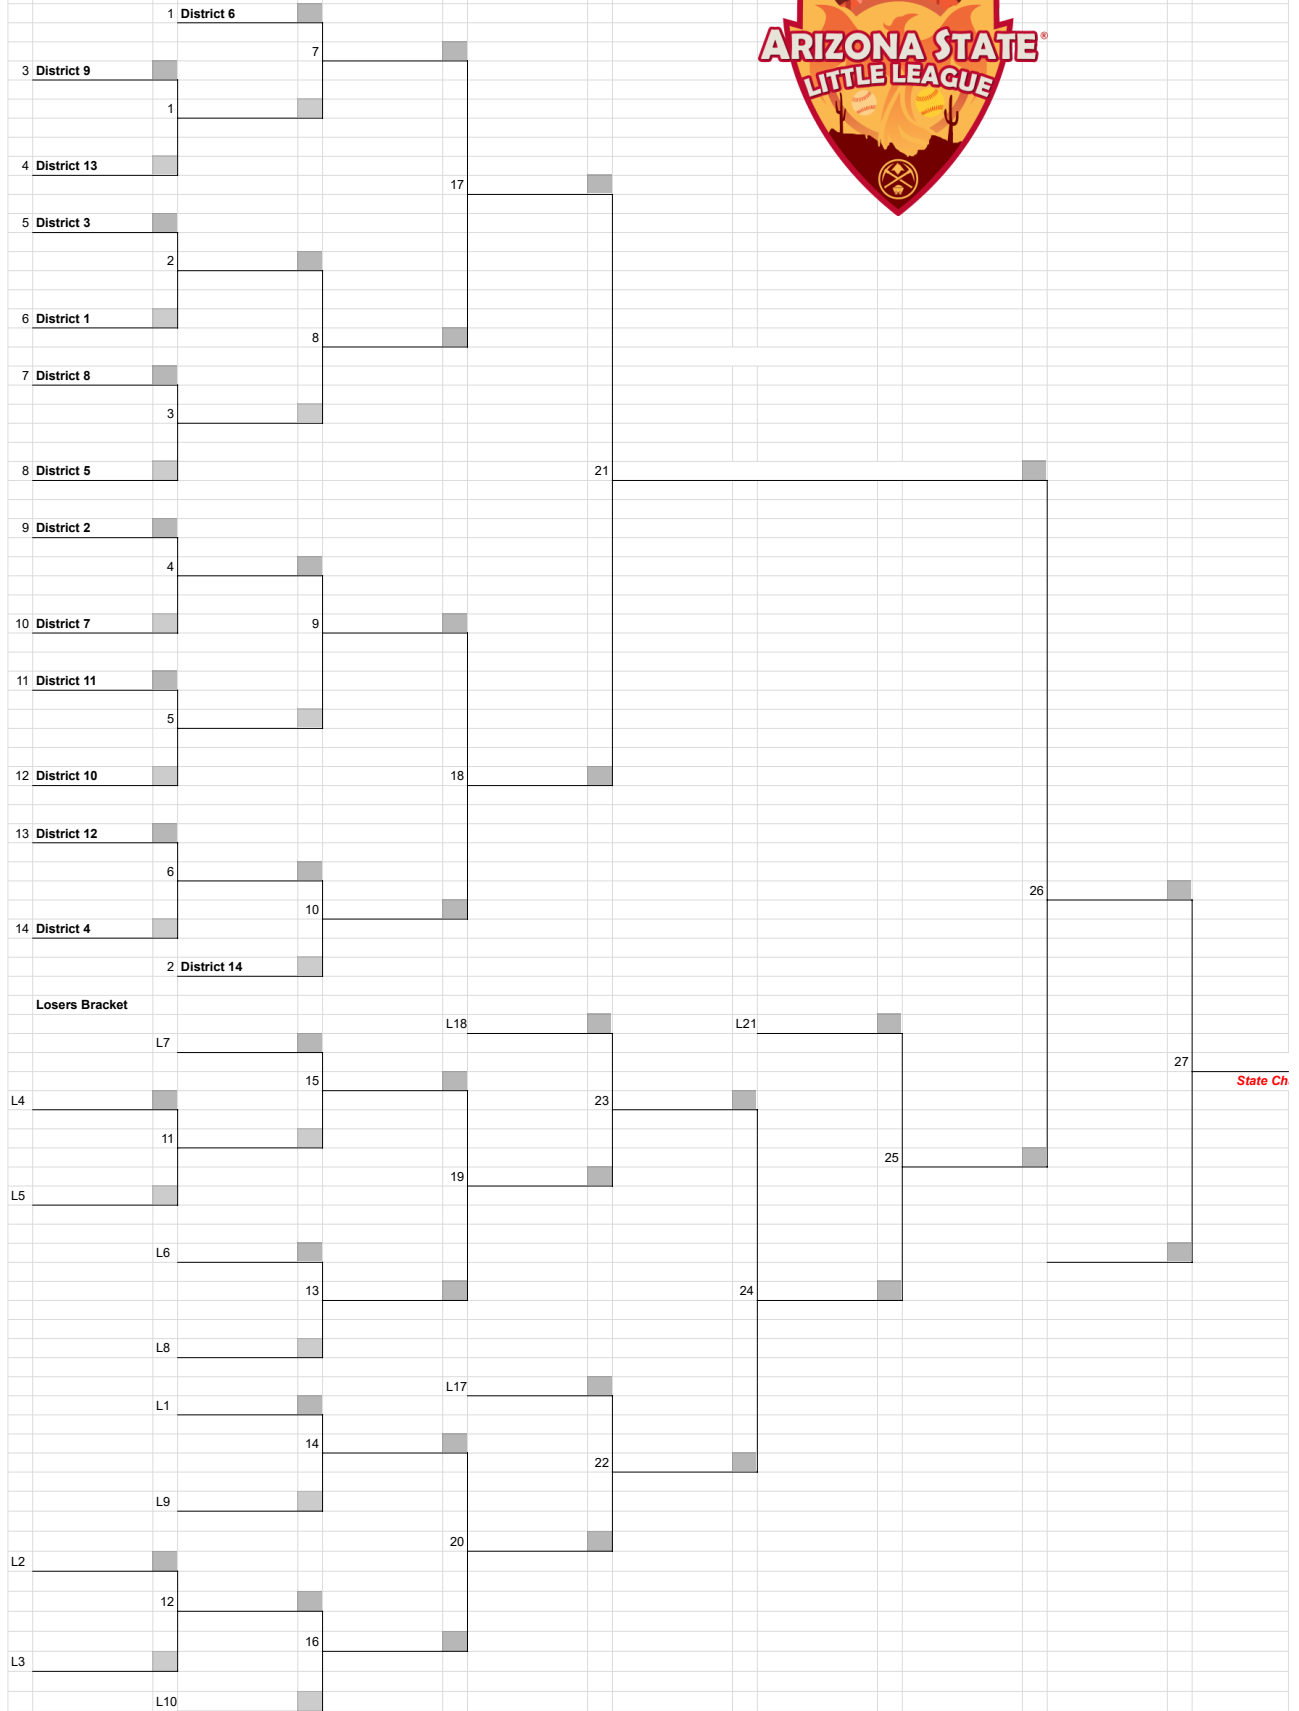 1 District 6
ARIZONA STATE®
LITTLE LEAGUE
7
3 District 9
1
4 District 13
17
5 District 3
2
6 District 1
8
7 District 8
3
8 District 5
21
9 District 2
4
10 District 7
9
11 District 11
5
12 District 10
18
13 District 12
6
26
10
14 District 4
2 District 14
Losers Bracket
L18
L21
L7
27
15
State Ch
L4
23
11
25
19
L5
L6
13
24
L8
L17
L1
14
22
L9
20
L2
12
16
L3
L10